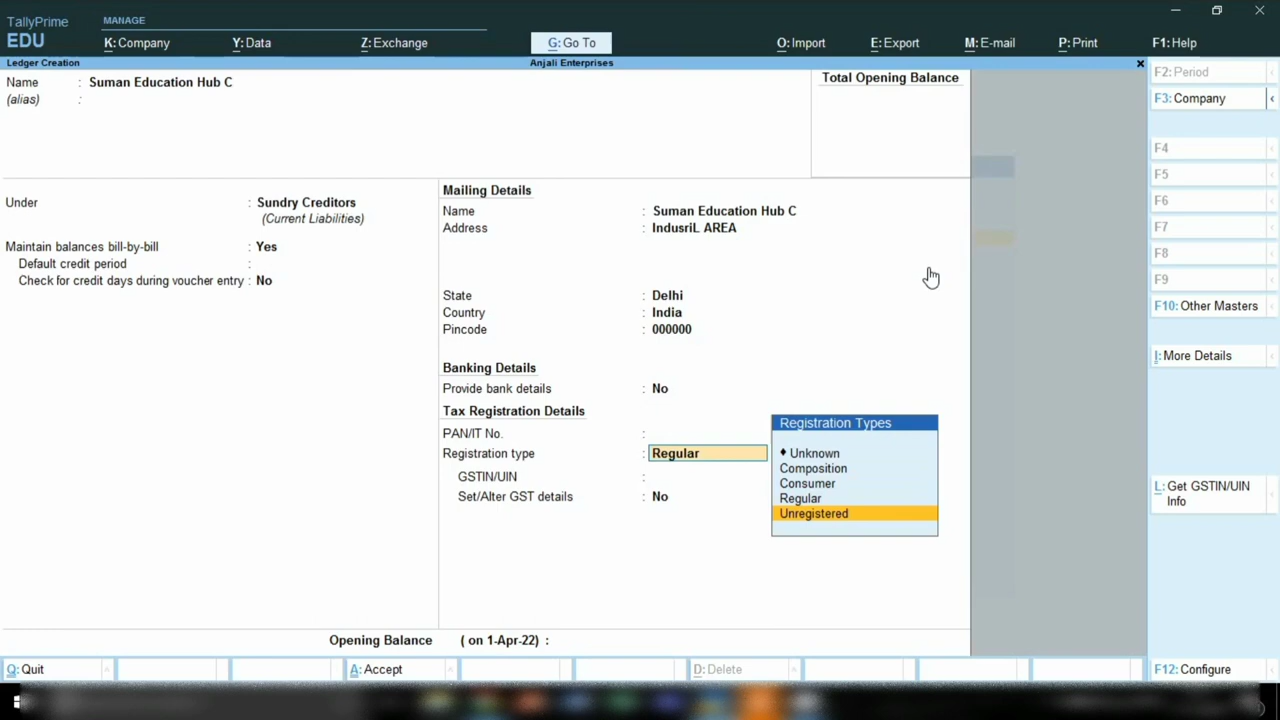 TallyPrime
EDU
MANAGE
K: Company
Y: Data
Z: Exchange
G: Go To
O: Import
E: Export
M: E-mail
P: Print
F1: Help
Ledger Creation
Anjali Enterprises
Name : Suman Education Hub C
(alias) :
Total Opening Balance
Under : Sundry Creditors
(Current Liabilities)
Maintain balances bill-by-bill : Yes
Default credit period :
Check for credit days during voucher entry : No
Mailing Details
Name : Suman Education Hub C
Address : IndusriL AREA
State : Delhi
Country : India
Pincode : 000000
Banking Details
Provide bank details : No
Tax Registration Details
PAN/IT No. :
Registration type : Regular
GSTIN/UIN :
Set/Alter GST details : No
Registration Types
♦ Unknown
Composition
Consumer
Regular
Unregistered
Opening Balance ( on 1-Apr-22) :
F2: Period
F3: Company
F4
F5
F6
F7
F8
F9
F10: Other Masters
I: More Details
L: Get GSTIN/UIN
Info
Q: Quit
A: Accept
D: Delete
F12: Configure